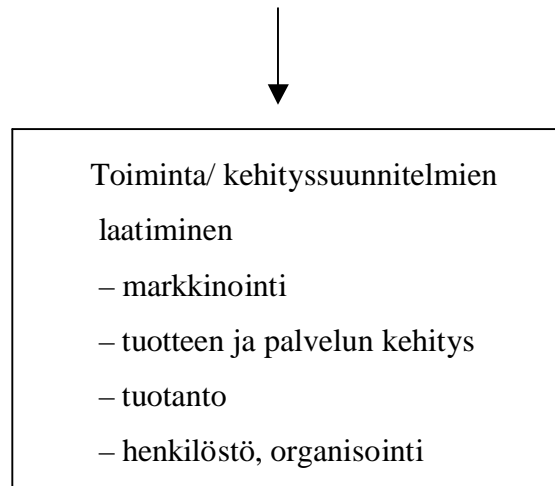 Toiminta/ kehityssuunnitelmien
laatiminen
– markkinointi
– tuotteen ja palvelun kehitys
– tuotanto
– henkilöstö, organisointi